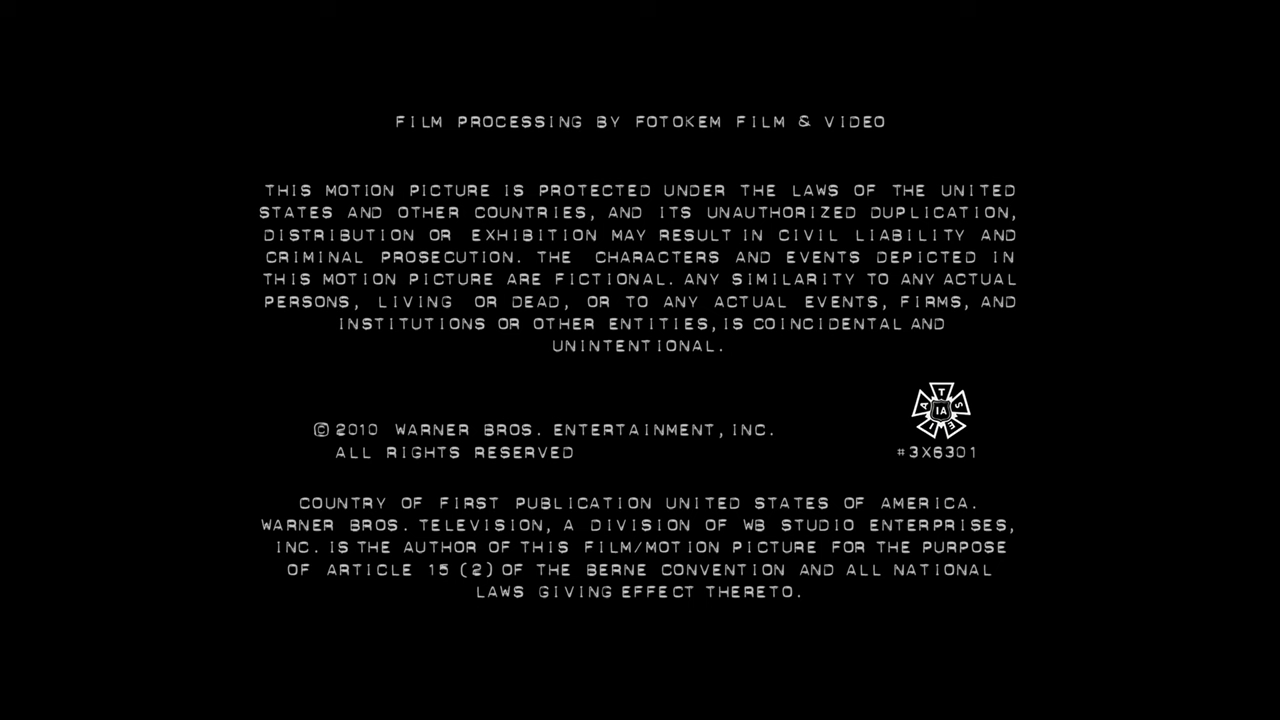 FILM PROCESSING BY FOTOKEM FILM & VIDEO
THIS MOTION PICTURE IS PROTECTED UNDER THE LAWS OF THE UNITED
STATES AND OTHER COUNTRIES, AND ITS UNAUTHORIZED DUPLICATION,
DISTRIBUTION OR EXHIBITION MAY RESULT IN CIVIL LIABILITY AND
CRIMINAL PROSECUTION. THE CHARACTERS AND EVENTS DEPICTED IN
THIS MOTION PICTURE ARE FICTIONAL. ANY SIMILARITY TO ANY ACTUAL
PERSONS, LIVING OR DEAD, OR TO ANY ACTUAL EVENTS, FIRMS, AND
INSTITUTIONS OR OTHER ENTITIES, IS COINCIDENTAL AND
UNINTENTIONAL.
© 2010 WARNER BROS. ENTERTAINMENT, INC.
ALL RIGHTS RESERVED
IATSE
IA
#3X6301
COUNTRY OF FIRST PUBLICATION UNITED STATES OF AMERICA.
WARNER BROS. TELEVISION, A DIVISION OF WB STUDIO ENTERPRISES,
INC. IS THE AUTHOR OF THIS FILM/MOTION PICTURE FOR THE PURPOSE
OF ARTICLE 15 (2) OF THE BERNE CONVENTION AND ALL NATIONAL
LAWS GIVING EFFECT THERETO.